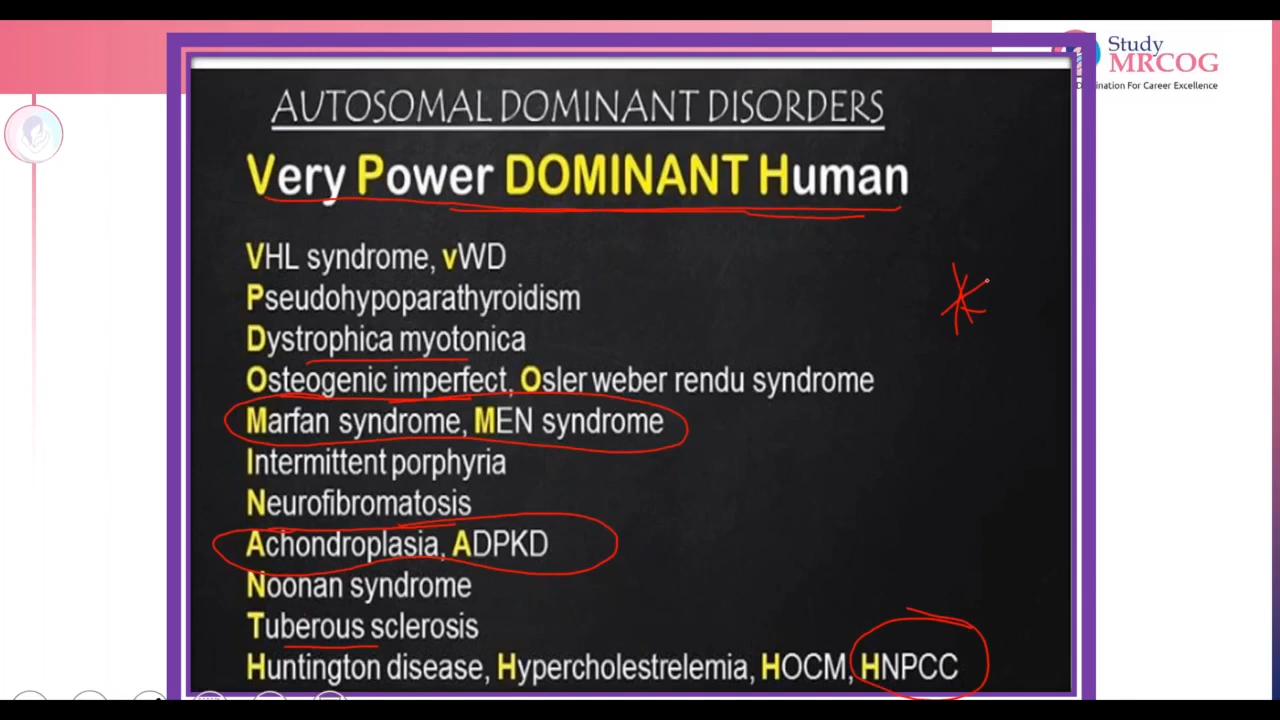 Study
MRCOG
Destination For Career Excellence
AUTOSOMAL DOMINANT DISORDERS
Very Power DOMINANT Human
VHL syndrome, vWD
Pseudohypoparathyroidism
Dystrophica myotonica
Osteogenic imperfect, Osler weber rendu syndrome
Marfan syndrome, MEN syndrome
Intermittent porphyria
Neurofibromatosis
Achondroplasia, ADPKD
Noonan syndrome
Tuberous sclerosis
Huntington disease, Hypercholestrelemia, HOCM, HNPCC